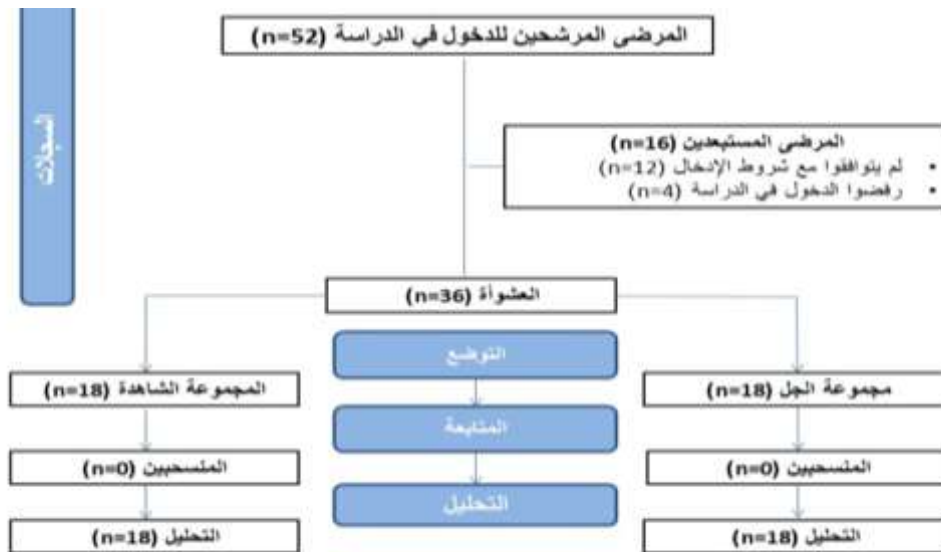 المرضى المرشحين للدخول في الدراسة (n=52)
السجلات
المرضى المستبعدين (n=16)
• لم يتوافقوا مع شروط الإدخال (n=12)
• رفضوا الدخول في الدراسة (n=4)
العشوأة (n=36)
التوضع
مجموعة الجل (n=18)
المجموعة الشاهدة (n=18)
المتابعة
المنسحبين (n=0)
المنسحبين (n=0)
التحليل
التحليل (n=18)
التحليل (n=18)